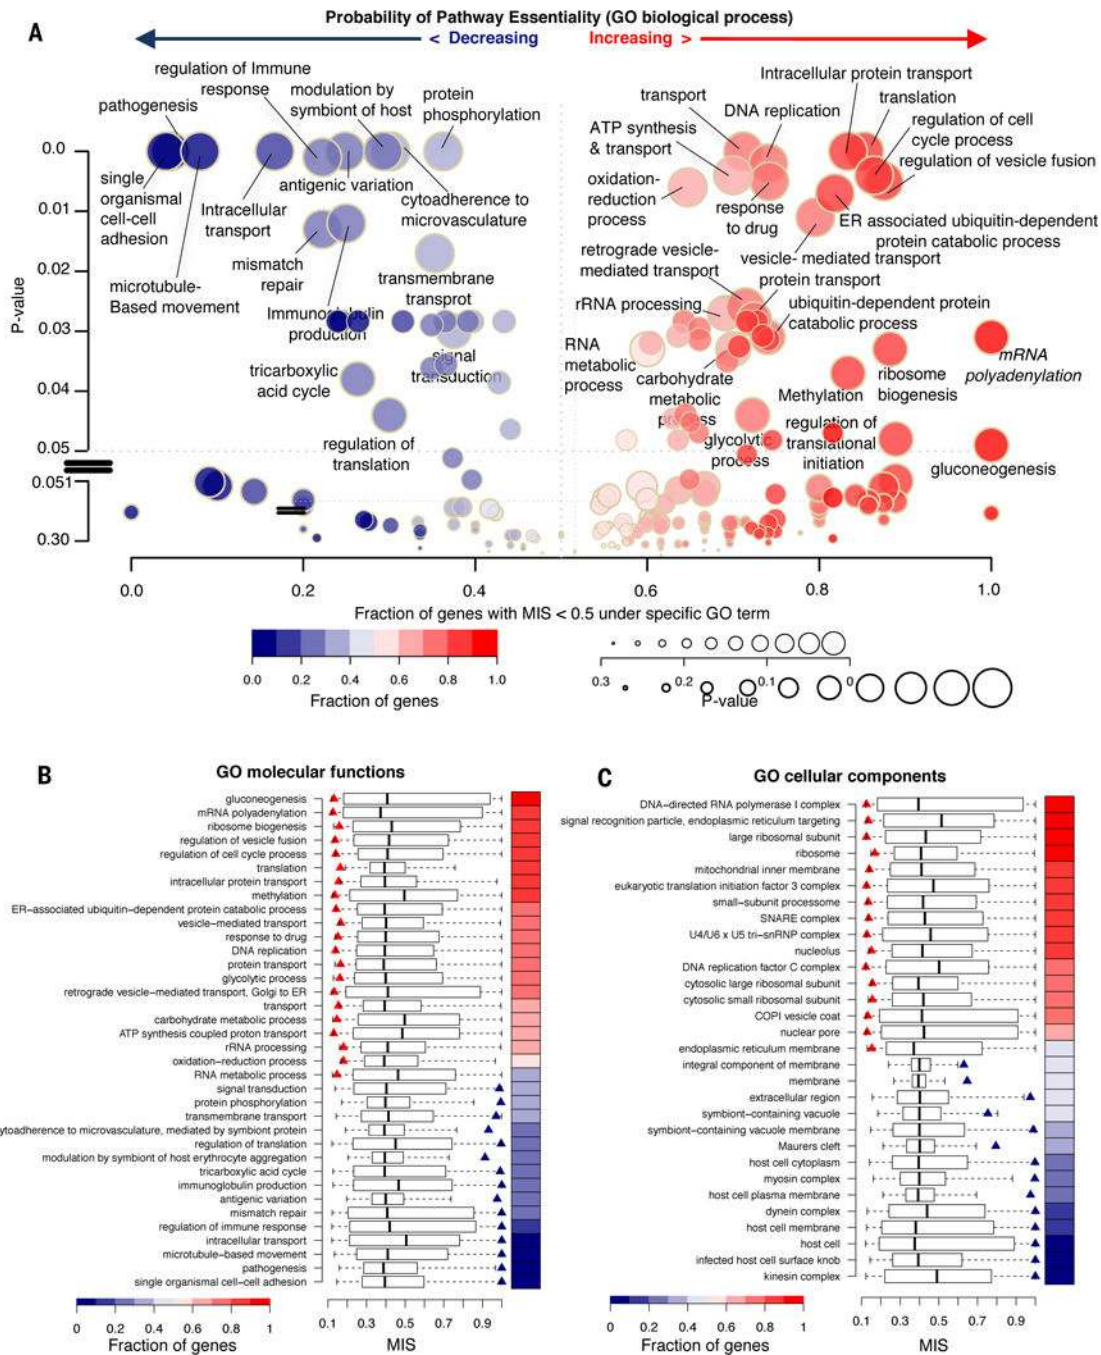 A
Probability of Pathway Essentiality (GO biological process)
< Decreasing
Increasing >
regulation of Immune
response
pathogenesis
modulation by
symbiont of host
protein
phosphorylation
single
organismal
cell-cell
adhesion
Intracellular
transport
antigenic variation
cytoadherence to
microvasculature
microtubule-
Based movement
mismatch
repair
transmembrane
transprot
Immunoglobulin
production
signal
transduction
tricarboxylic
acid cycle
regulation of
translation
Intracellular protein transport
transport
DNA replication
translation
ATP synthesis
& transport
regulation of cell
cycle process
regulation of vesicle fusion
oxidation-
reduction
process
response
to drug
ER associated ubiquitin-dependent
protein catabolic process
retrograde vesicle-
mediated transport
vesicle- mediated transport
protein transport
rRNA processing
ubiquitin-dependent protein
catabolic process
RNA
metabolic
process
carbohydrate
metabolic
process
mRNA
polyadenylation
ribosome
biogenesis
Methylation
glycolytic
process
regulation of
translational
initiation
gluconeogenesis
P-value
0.0
0.01
0.02
0.03
0.04
0.05
0.051
0.30
0.0 0.2 0.4 0.6 0.8 1.0
Fraction of genes with MIS < 0.5 under specific GO term
0.0 0.2 0.4 0.6 0.8 1.0
Fraction of genes
0.3 0.2 0.1 0
P-value
B
GO molecular functions
gluconeogenesis
mRNA polyadenylation
ribosome biogenesis
regulation of vesicle fusion
regulation of cell cycle process
translation
intracellular protein transport
methylation
ER−associated ubiquitin−dependent protein catabolic process
vesicle−mediated transport
response to drug
DNA replication
protein transport
glycolytic process
retrograde vesicle−mediated transport, Golgi to ER
transport
carbohydrate metabolic process
ATP synthesis coupled proton transport
rRNA processing
oxidation−reduction process
RNA metabolic process
signal transduction
protein phosphorylation
transmembrane transport
ytoadherence to microvasculature, mediated by symbiont protein
regulation of translation
modulation by symbiont of host erythrocyte aggregation
tricarboxylic acid cycle
immunoglobulin production
antigenic variation
mismatch repair
regulation of immune response
intracellular transport
microtubule−based movement
pathogenesis
single organismal cell−cell adhesion
0 0.2 0.4 0.6 0.8 1
Fraction of genes
0.1 0.3 0.5 0.7 0.9
MIS
C
GO cellular components
DNA−directed RNA polymerase I complex
signal recognition particle, endoplasmic reticulum targeting
large ribosomal subunit
ribosome
mitochondrial inner membrane
eukaryotic translation initiation factor 3 complex
small−subunit processome
SNARE complex
U4/U6 x U5 tri−snRNP complex
nucleolus
DNA replication factor C complex
cytosolic large ribosomal subunit
cytosolic small ribosomal subunit
COPI vesicle coat
nuclear pore
endoplasmic reticulum membrane
integral component of membrane
membrane
extracellular region
symbiont−containing vacuole
symbiont−containing vacuole membrane
Maurers cleft
host cell cytoplasm
myosin complex
host cell plasma membrane
dynein complex
host cell membrane
host cell
infected host cell surface knob
kinesin complex
0 0.2 0.4 0.6 0.8 1
Fraction of genes
0.1 0.3 0.5 0.7 0.9
MIS